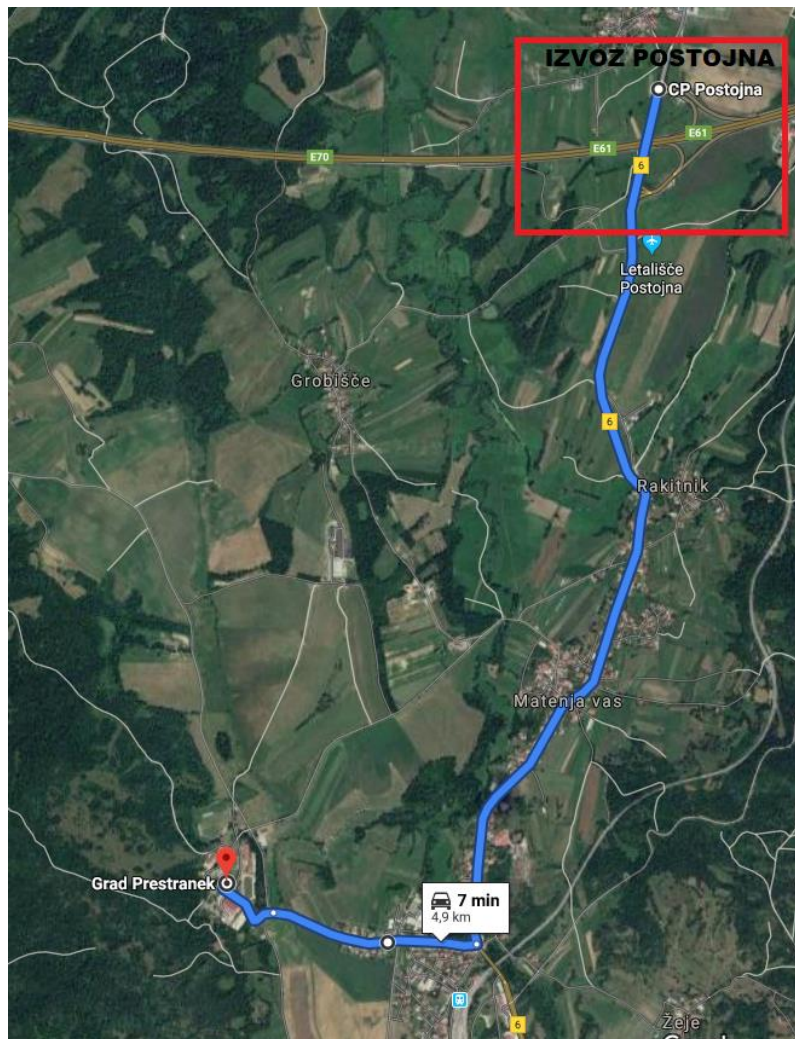 IZVOZ POSTOJNA
CP Postojna
E61
E61
E70
6
Letališče
Postojna
Grobišče
6
Rakitnik
Matenja vas
Grad Prestranek
7 min
4,9 km
6
Žeje